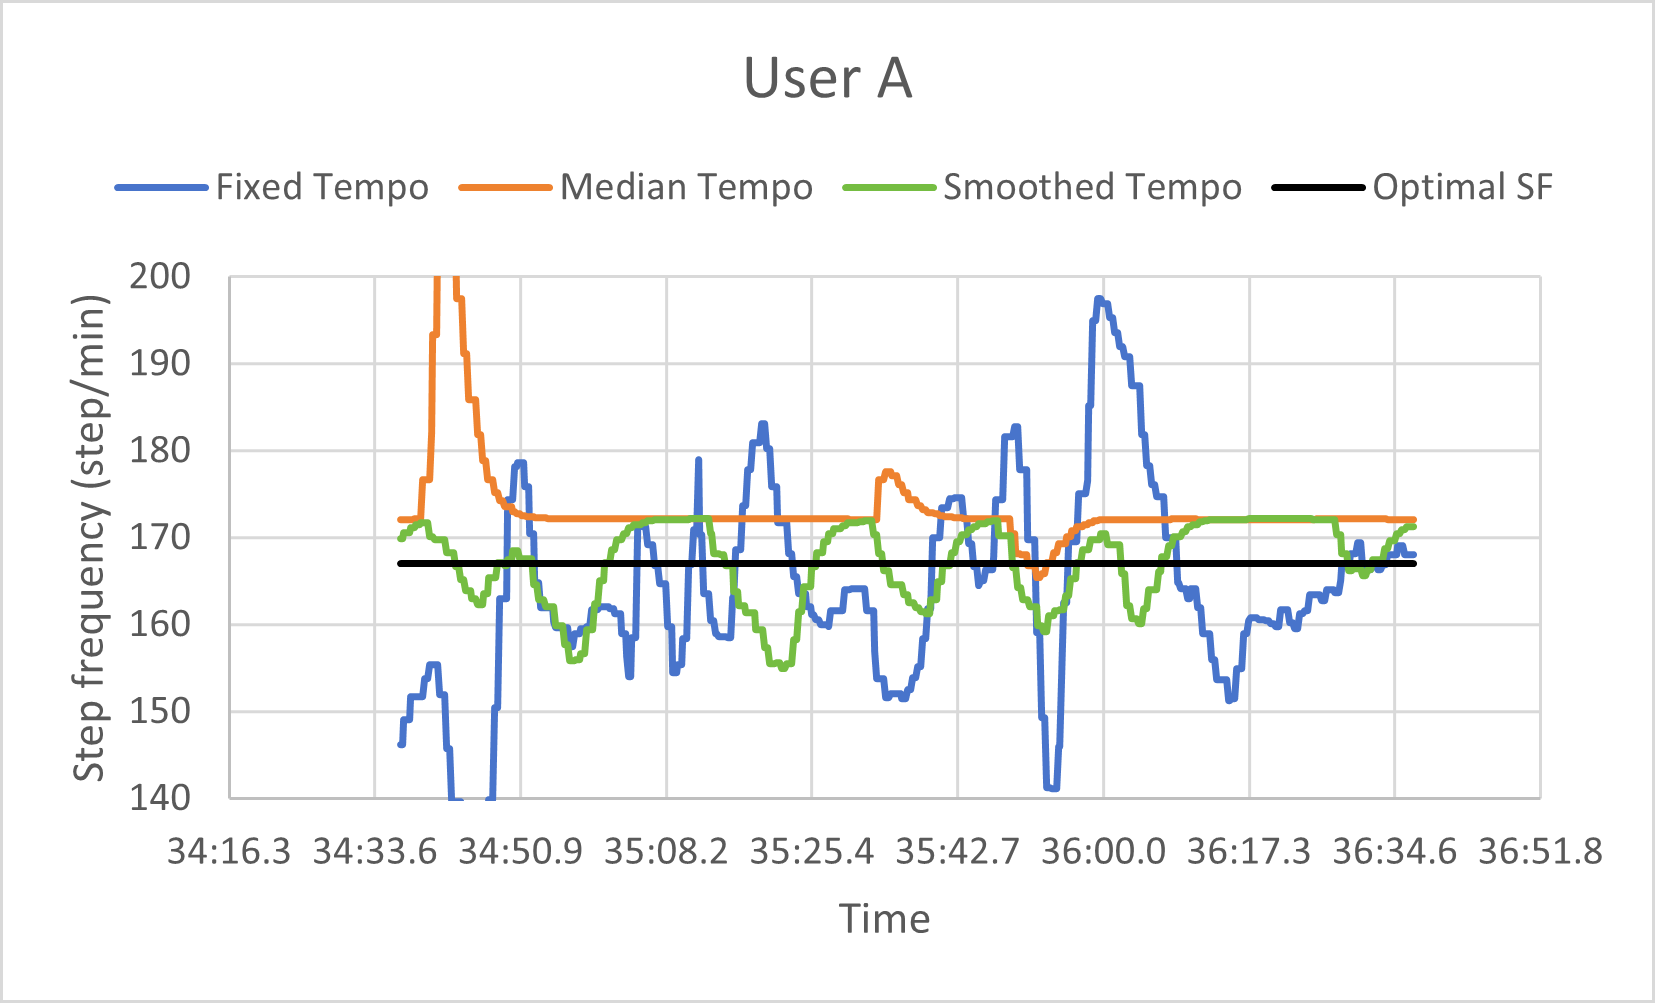 User A
Fixed Tempo Median Tempo Smoothed Tempo Optimal SF
Step frequency (step/min)
200
190
180
170
160
150
140
34:16.3 34:33.6 34:50.9 35:08.2 35:25.4 35:42.7 36:00.0 36:17.3 36:34.6 36:51.8
Time